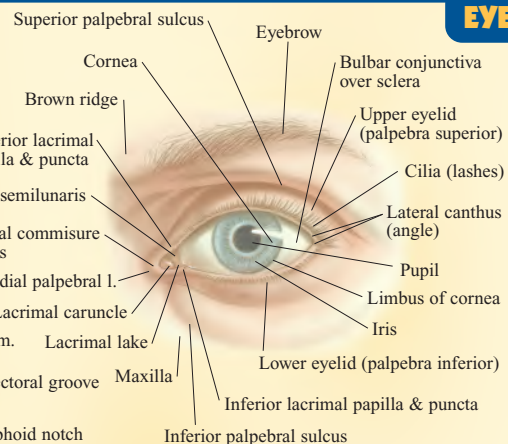 EYE
Superior palpebral sulcus
Eyebrow
Cornea
Bulbar conjunctiva
over sclera
Brown ridge
Upper eyelid
(palpebra superior)
rior lacrimal
la & puncta
Cilia (lashes)
semilunaris
Lateral canthus
(angle)
al commisure
s
Pupil
dial palpebral l.
Limbus of cornea
Lacrimal caruncle
Iris
m.
Lacrimal lake
Lower eyelid (palpebra inferior)
ctoral groove
Maxilla
Inferior lacrimal papilla & puncta
phoid notch
Inferior palpebral sulcus